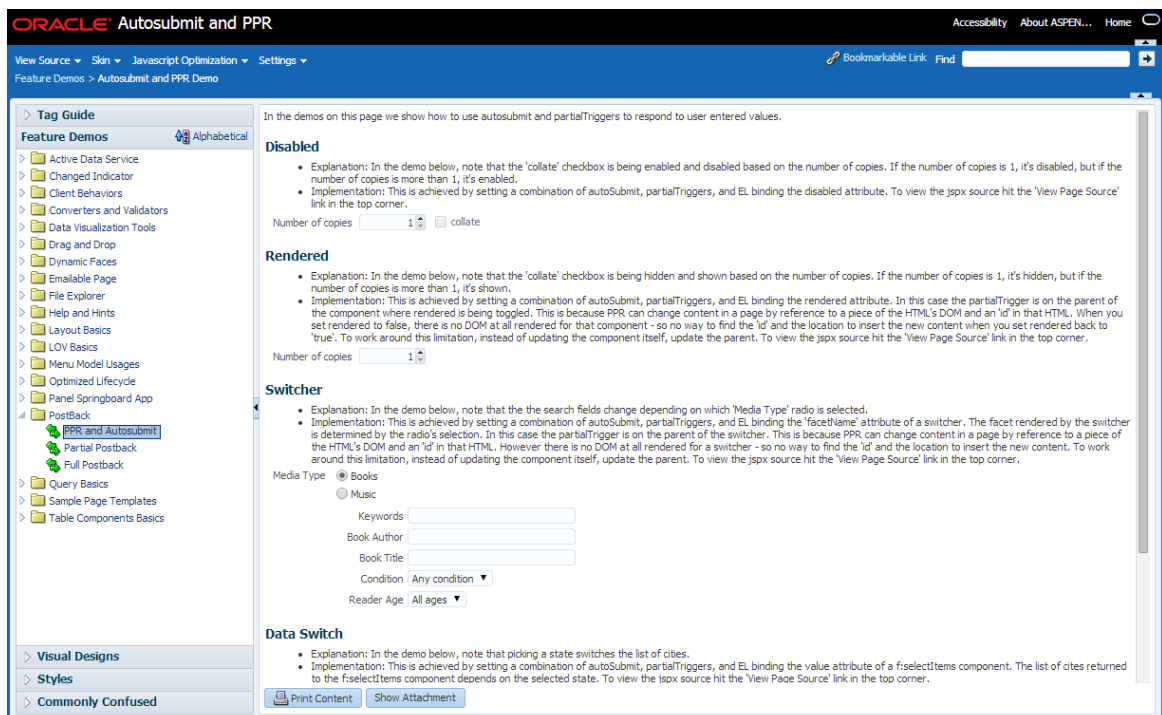 ORACLE Autosubmit and PPR
Accessibility About ASPEN... Home
View Source Skin Javascript Optimization Settings
Bookmarkable Link Find
Feature Demos > Autosubmit and PPR Demo
Tag Guide
Feature Demos Alphabetical
Active Data Service
Changed Indicator
Client Behaviors
Converters and Validators
Data Visualization Tools
Drag and Drop
Dynamic Faces
Emailable Page
File Explorer
Help and Hints
Layout Basics
LOV Basics
Menu Model Usages
Optimized Lifecycle
Panel Springboard App
PostBack
PPR and Autosubmit
Partial Postback
Full Postback
Query Basics
Sample Page Templates
Table Components Basics
Visual Designs
Styles
Commonly Confused
In the demos on this page we show how to use autosubmit and partialTriggers to respond to user entered values.
Disabled
• Explanation: In the demo below, note that the 'collate' checkbox is being enabled and disabled based on the number of copies. If the number of copies is 1, it's disabled, but if the
number of copies is more than 1, it's enabled.
• Implementation: This is achieved by setting a combination of autoSubmit, partialTriggers, and EL binding the disabled attribute. To view the jspx source hit the 'View Page Source'
link in the top corner.
Number of copies 1 collate
Rendered
• Explanation: In the demo below, note that the 'collate' checkbox is being hidden and shown based on the number of copies. If the number of copies is 1, it's hidden, but if the
number of copies is more than 1, it's shown.
• Implementation: This is achieved by setting a combination of autoSubmit, partialTriggers, and EL binding the rendered attribute. In this case the partialTrigger is on the parent of
the component where rendered is being toggled. This is because PPR can change content in a page by reference to a piece of the HTML's DOM and an 'id' in that HTML. When you
set rendered to false, there is no DOM at all rendered for that component - so no way to find the 'id' and the location to insert the new content when you set rendered back to
'true'. To work around this limitation, instead of updating the component itself, update the parent. To view the jspx source hit the 'View Page Source' link in the top corner.
Number of copies 1
Switcher
• Explanation: In the demo below, note that the the search fields change depending on which 'Media Type' radio is selected.
• Implementation: This is achieved by setting a combination of autoSubmit, partialTriggers, and EL binding the 'facetName' attribute of a switcher. The facet rendered by the switcher
is determined by the radio's selection. In this case the partialTrigger is on the parent of the switcher. This is because PPR can change content in a page by reference to a piece of
the HTML's DOM and an 'id' in that HTML. However there is no DOM at all rendered for a switcher - so no way to find the 'id' and the location to insert the new content. To work
around this limitation, instead of updating the component itself, update the parent. To view the jspx source hit the 'View Page Source' link in the top corner.
Media Type Books
Music
Keywords
Book Author
Book Title
Condition Any condition
Reader Age All ages
Data Switch
• Explanation: In the demo below, note that picking a state switches the list of cities.
• Implementation: This is achieved by setting a combination of autoSubmit, partialTriggers, and EL binding the value attribute of a f:selectItems component. The list of cites returned
to the f:selectItems component depends on the selected state. To view the jspx source hit the 'View Page Source' link in the top corner.
Print Content Show Attachment